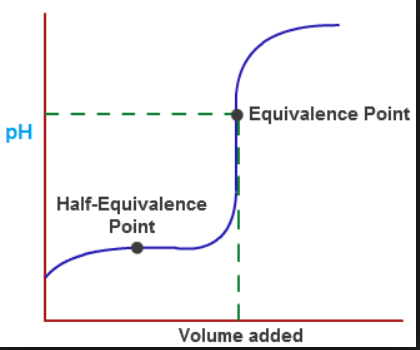 Equivalence Point
pH
Half-Equivalence
Point
Volume added